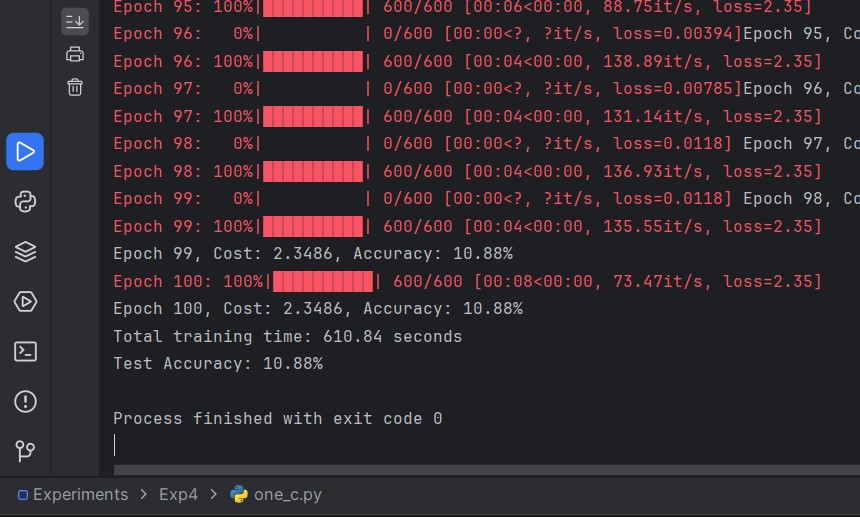 Epoch 95: 100%|██████████| 600/600 [00:06<00:00, 88.75it/s, loss=2.35]
Epoch 96:   0%|          | 0/600 [00:00<?, ?it/s, loss=0.00394]Epoch 95, Co
Epoch 96: 100%|██████████| 600/600 [00:04<00:00, 138.89it/s, loss=2.35]
Epoch 97:   0%|          | 0/600 [00:00<?, ?it/s, loss=0.00785]Epoch 96, Co
Epoch 97: 100%|██████████| 600/600 [00:04<00:00, 131.14it/s, loss=2.35]
Epoch 98:   0%|          | 0/600 [00:00<?, ?it/s, loss=0.0118] Epoch 97, Co
Epoch 98: 100%|██████████| 600/600 [00:04<00:00, 136.93it/s, loss=2.35]
Epoch 99:   0%|          | 0/600 [00:00<?, ?it/s, loss=0.0118] Epoch 98, Co
Epoch 99: 100%|██████████| 600/600 [00:04<00:00, 135.55it/s, loss=2.35]
Epoch 99, Cost: 2.3486, Accuracy: 10.88%
Epoch 100: 100%|██████████| 600/600 [00:08<00:00, 73.47it/s, loss=2.35]
Epoch 100, Cost: 2.3486, Accuracy: 10.88%
Total training time: 610.84 seconds
Test Accuracy: 10.88%
Process finished with exit code 0
Experiments > Exp4 > one_c.py